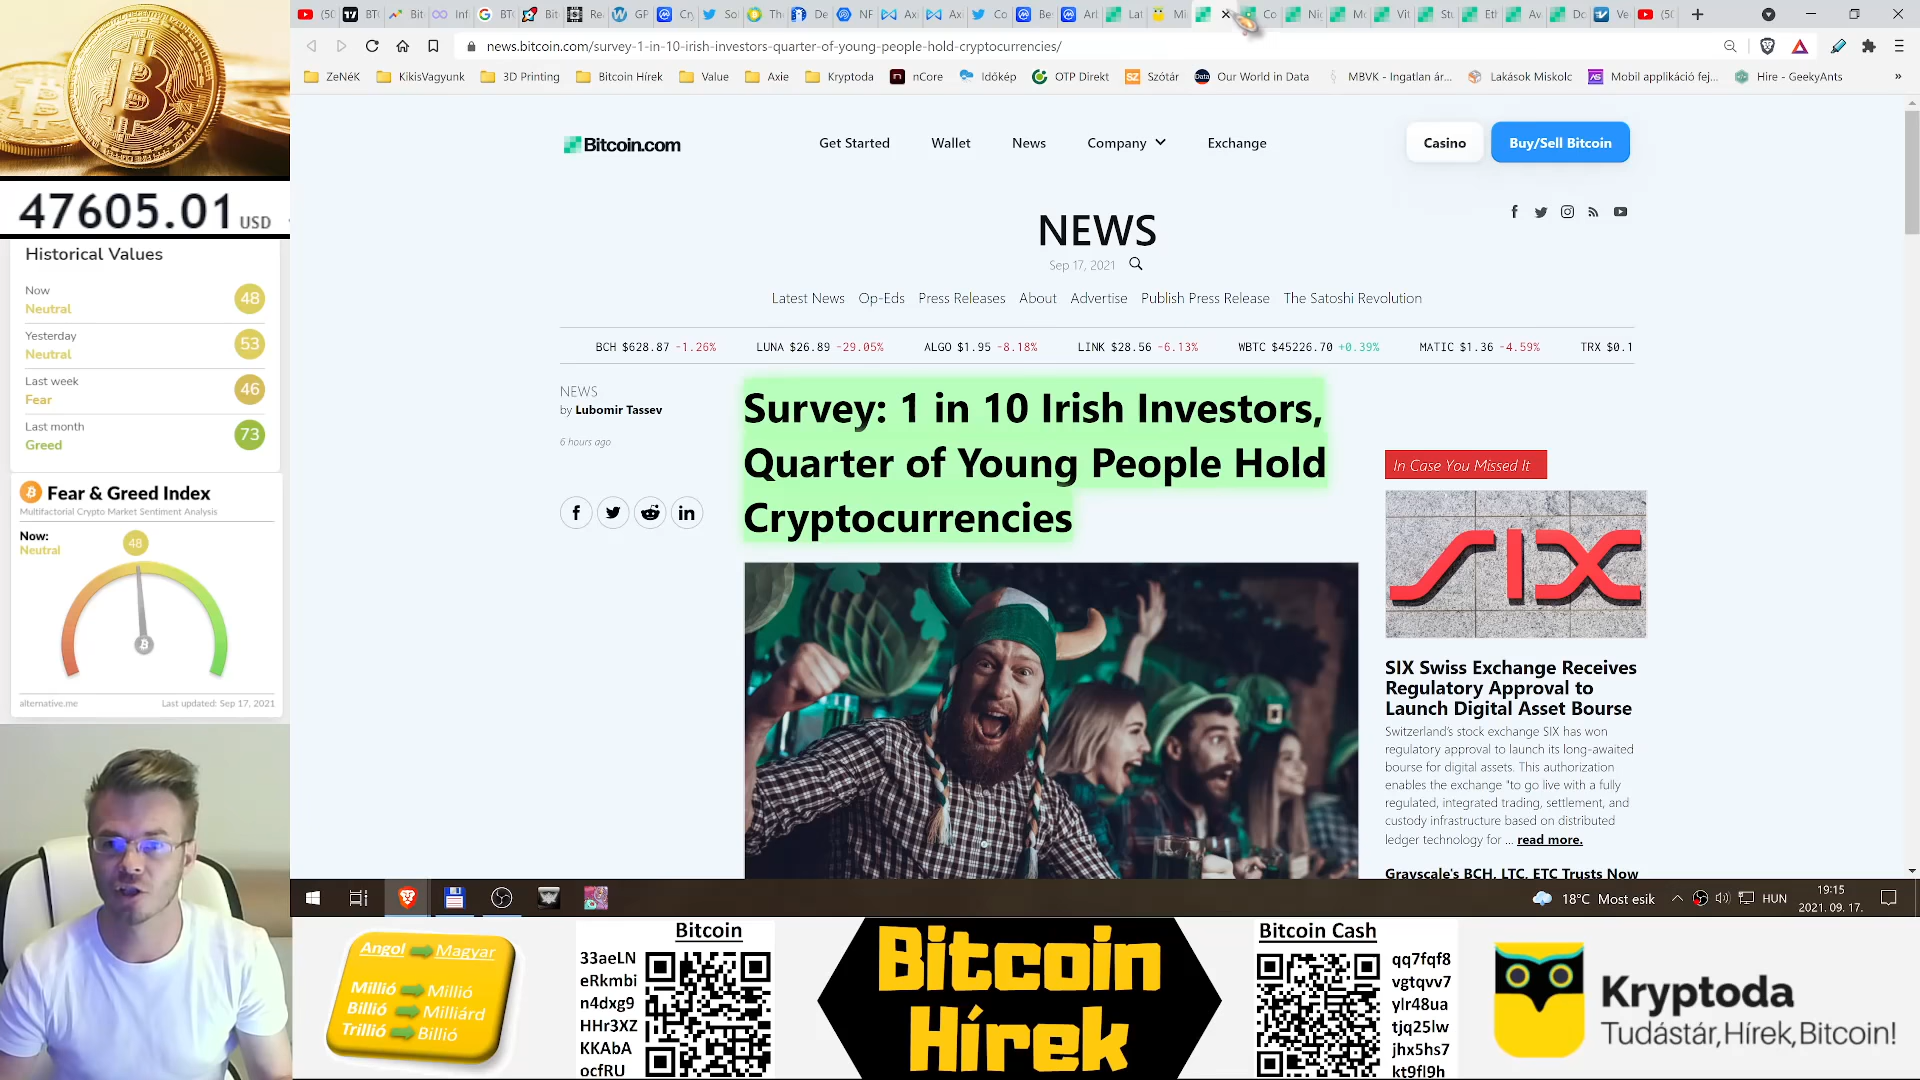 news.bitcoin.com/survey-1-in-10-irish-investors-quarter-of-young-people-hold-cryptocurrencies/
ZeNéK
KikisVagyunk
3D Printing
Bitcoin Hírek
Value
Axie
Kryptoda
nCore
Időkép
OTP Direkt
Szótár
Our World in Data
MBVK - Ingatlan ár...
Lakások Miskolc
Mobil applikáció fej...
Hire - GeekyAnts
47605.01 USD
Historical Values
Now
Neutral
48
Yesterday
Neutral
53
Last week
Fear
46
Last month
Greed
73
Fear & Greed Index
Multifactorial Crypto Market Sentiment Analysis
Now:
Neutral
48
alternative.me
Last updated: Sep 17, 2021
Bitcoin.com
Get Started
Wallet
News
Company
Exchange
Casino
Buy/Sell Bitcoin
NEWS
Sep 17, 2021
Latest News
Op-Eds
Press Releases
About
Advertise
Publish Press Release
The Satoshi Revolution
BCH $628.87 -1.26%
LUNA $26.89 -29.05%
ALGO $1.95 -8.18%
LINK $28.56 -6.13%
WBTC $45226.70 +0.39%
MATIC $1.36 -4.59%
TRX $0.1
NEWS
by Lubomir Tassev
6 hours ago
Survey: 1 in 10 Irish Investors,
Quarter of Young People Hold
Cryptocurrencies
In Case You Missed It
SIX
SIX Swiss Exchange Receives
Regulatory Approval to
Launch Digital Asset Bourse
Switzerland's stock exchange SIX has won
regulatory approval to launch its long-awaited
bourse for digital assets. This authorization
enables the exchange "to go live with a fully
regulated, integrated trading, settlement, and
custody infrastructure based on distributed
ledger technology for ... read more.
Grayscale's BCH, LTC, ETC Trusts Now
18°C Most esik
HUN
19:15
2021. 09. 17.
Angol Magyar
Millió Millió
Billió Milliárd
Trillió Billió
Bitcoin
33aeLN
eRkmbi
n4dxg9
HHr3XZ
KKAbA
ocfRU
Bitcoin
Hírek
Bitcoin Cash
qq7fqf8
vgtqvv7
ylr48ua
tjq25lw
jhx5hs7
kt9fl9h
Kryptoda
Tudástár,Hírek,Bitcoin!